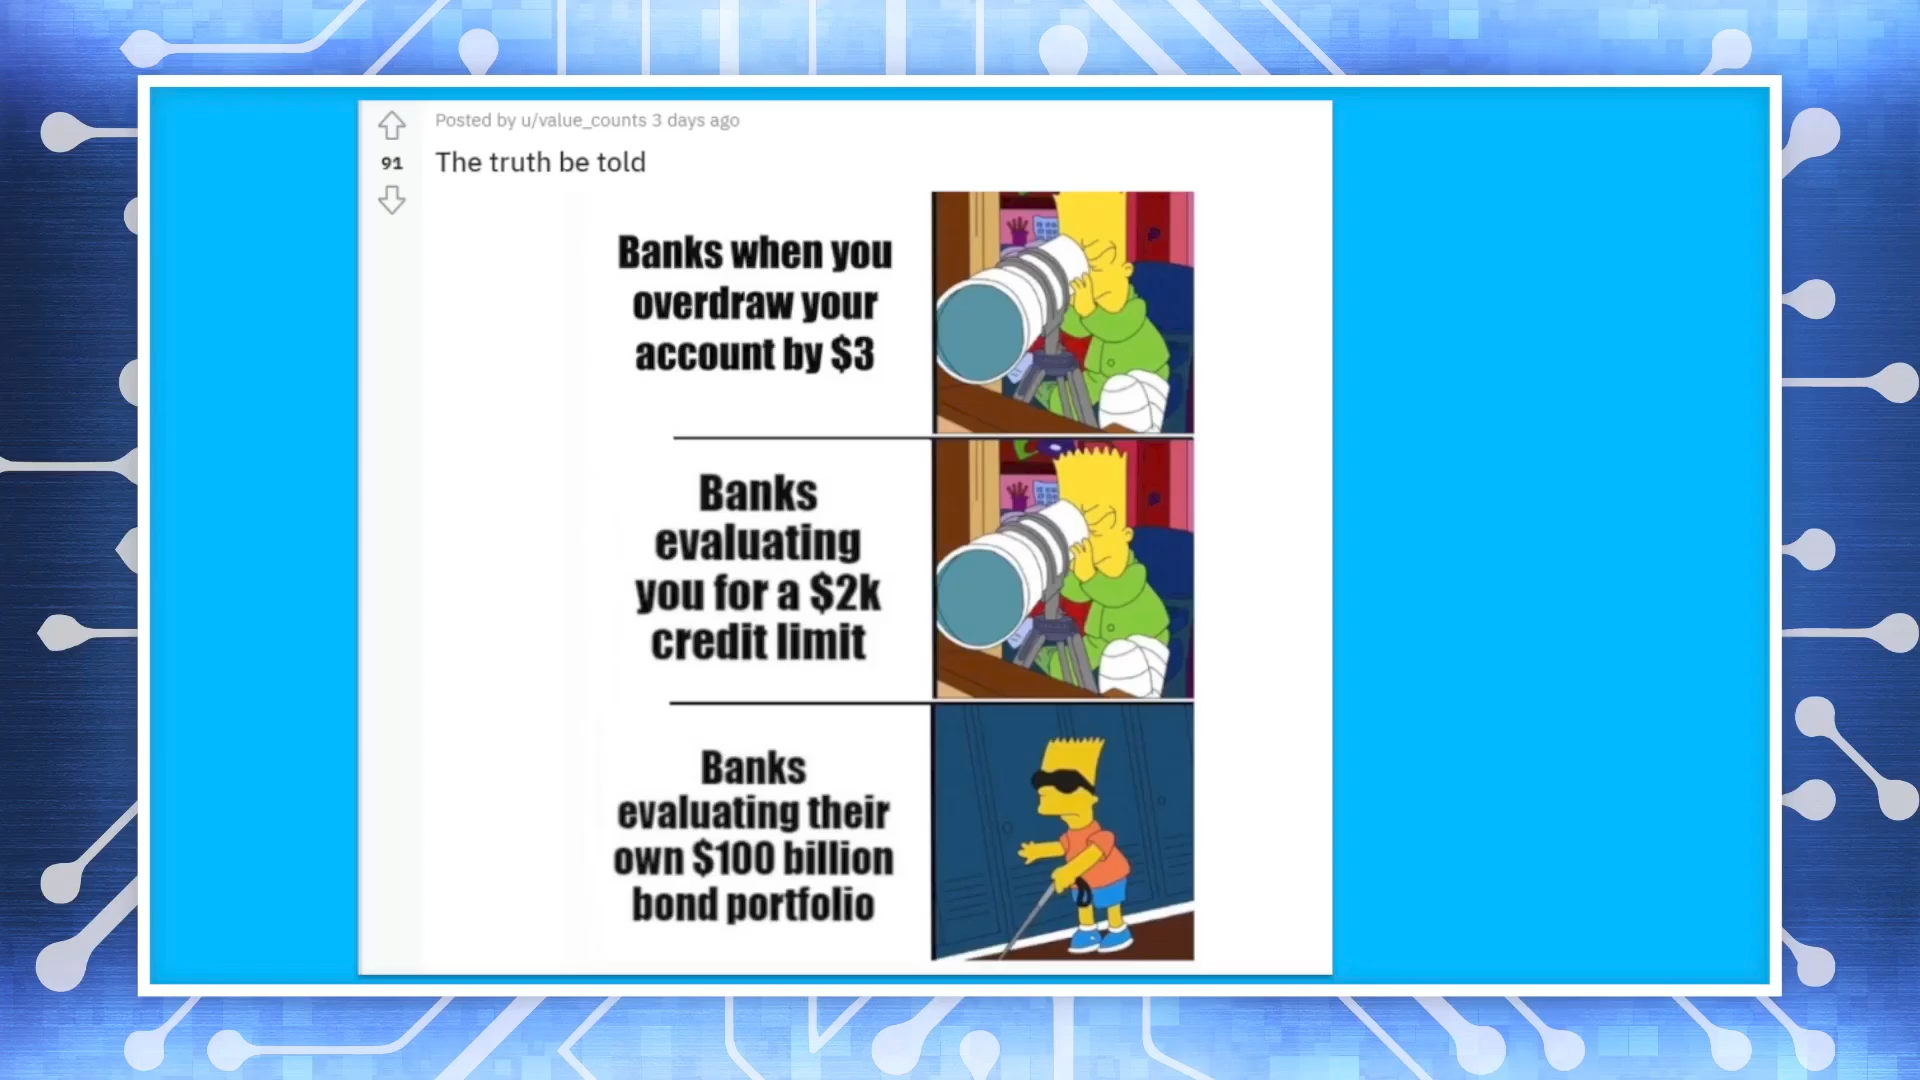 Posted by u/value_counts 3 days ago
91
The truth be told
Banks when you
overdraw your
account by $3
Banks
evaluating
you for a $2k
credit limit
Banks
evaluating their
own $100 billion
bond portfolio